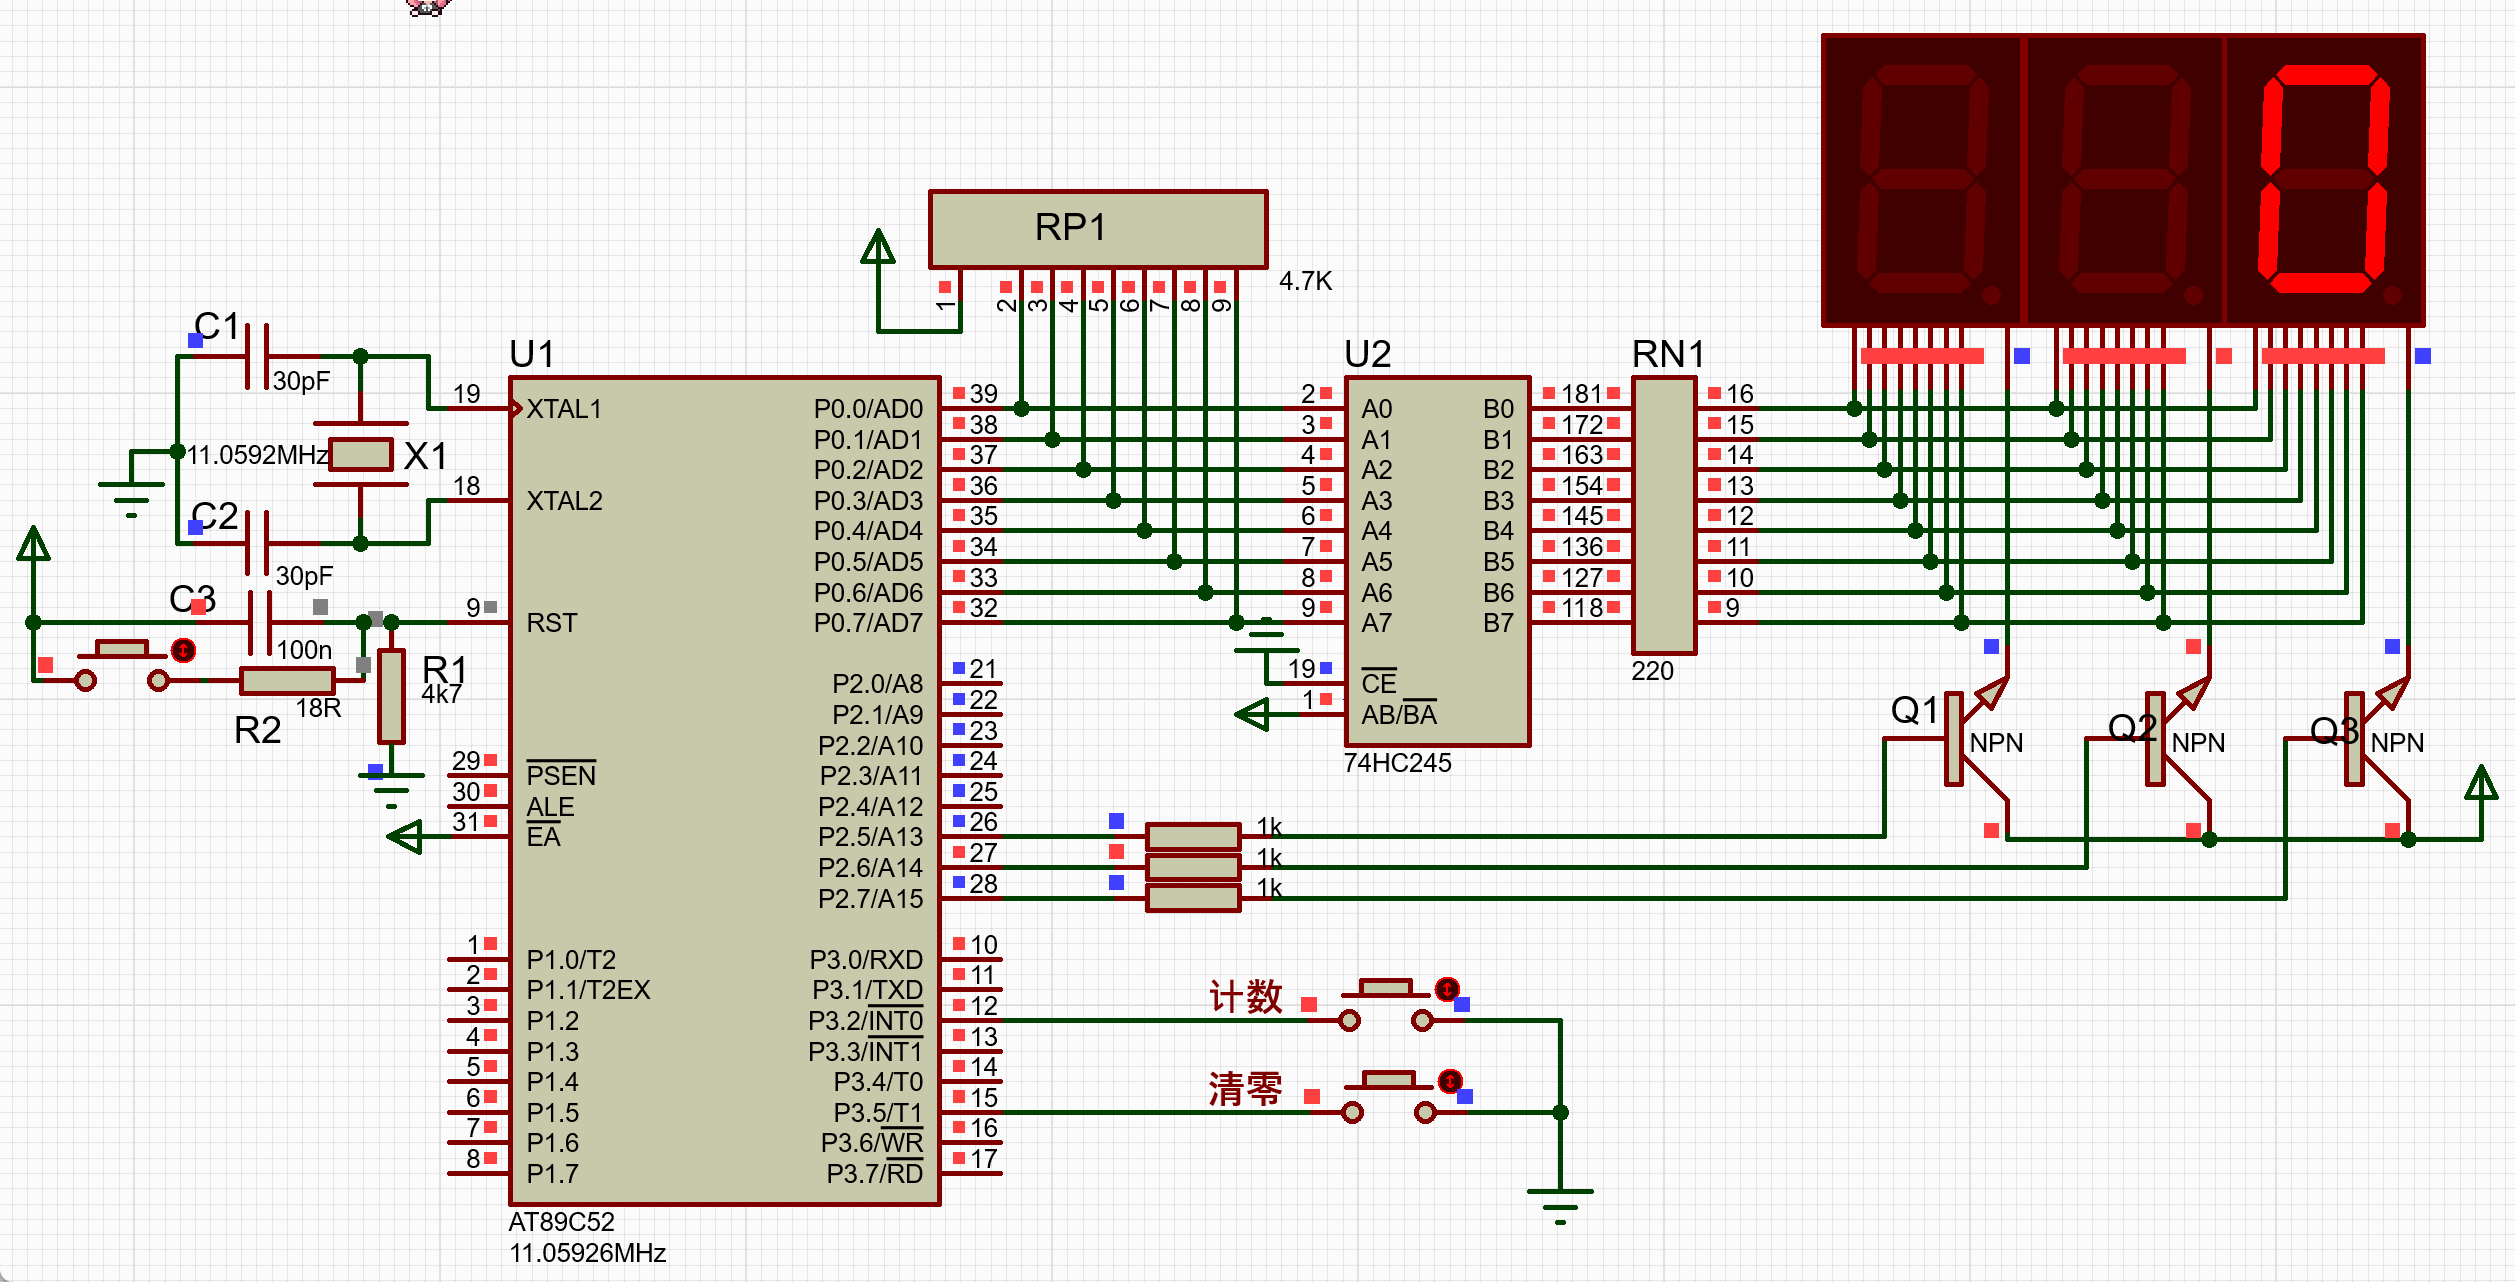 RP1
4.7K
1
2
3
4
5
6
7
8
9
C1
30pF
11.0592MHz
X1
C2
30pF
C3
100n
R1
4k7
18R
R2
U1
19 XTAL1
18 XTAL2
9 RST
29 PSEN
30 ALE
31 EA
1 P1.0/T2
2 P1.1/T2EX
3 P1.2
4 P1.3
5 P1.4
6 P1.5
7 P1.6
8 P1.7
P0.0/AD0 39
P0.1/AD1 38
P0.2/AD2 37
P0.3/AD3 36
P0.4/AD4 35
P0.5/AD5 34
P0.6/AD6 33
P0.7/AD7 32
P2.0/A8 21
P2.1/A9 22
P2.2/A10 23
P2.3/A11 24
P2.4/A12 25
P2.5/A13 26
P2.6/A14 27
P2.7/A15 28
P3.0/RXD 10
P3.1/TXD 11
P3.2/INT0 12
P3.3/INT1 13
P3.4/T0 14
P3.5/T1 15
P3.6/WR 16
P3.7/RD 17
AT89C52
11.05926MHz
U2
2 A0 B0 18
3 A1 B1 17
4 A2 B2 16
5 A3 B3 15
6 A4 B4 14
7 A5 B5 13
8 A6 B6 12
9 A7 B7 11
19 CE
1 AB/BA
74HC245
RN1
1 16
2 15
3 14
4 13
5 12
6 11
7 10
8 9
220
0
Q1
NPN
Q2
NPN
Q3
NPN
1k
1k
1k
计数
清零